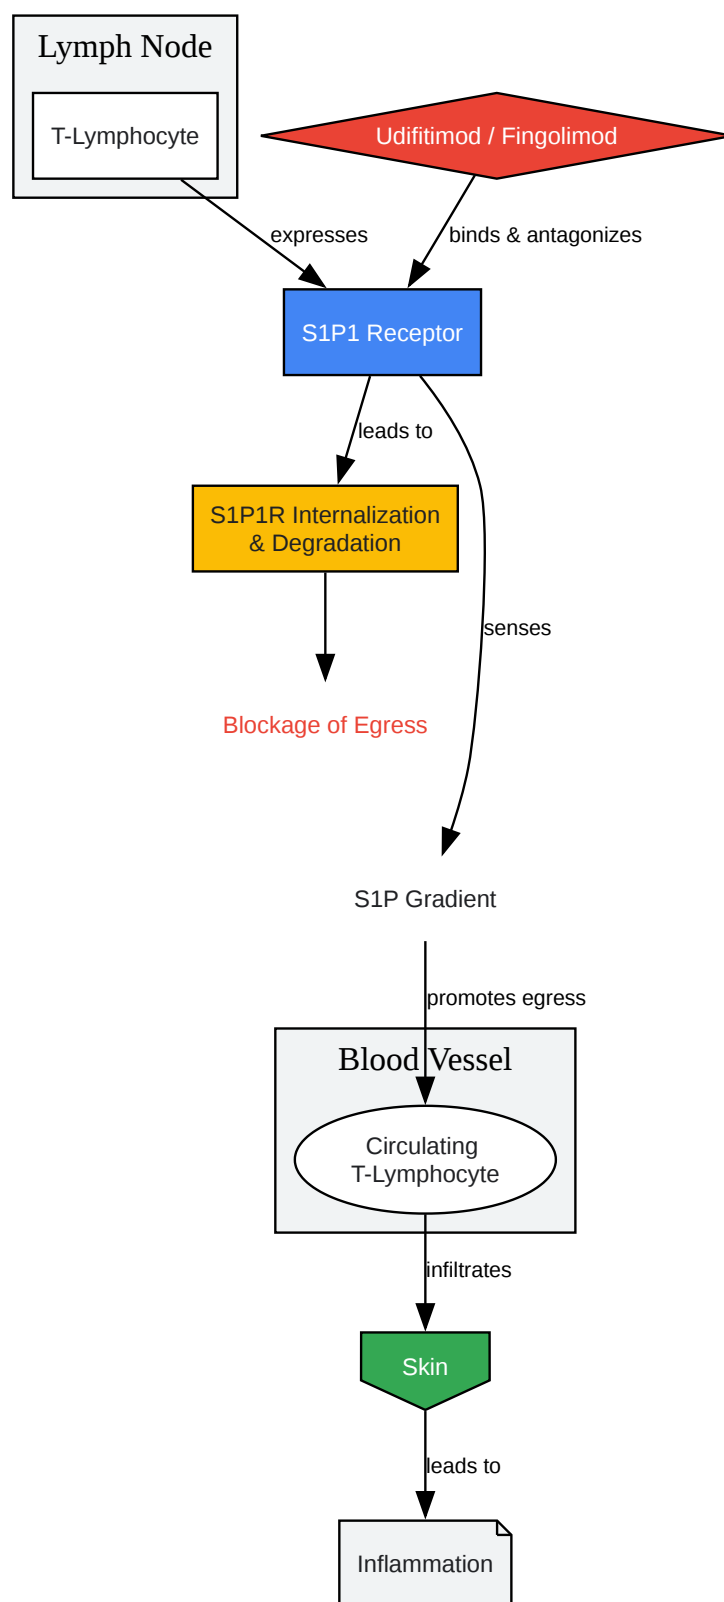 Lymph Node
T-Lymphocyte
Udifitimod / Fingolimod
expresses
binds & antagonizes
S1P1 Receptor
leads to
S1P1R Internalization
& Degradation
senses
Blockage of Egress
S1P Gradient
promotes egress
Blood Vessel
Circulating
T-Lymphocyte
infiltrates
Skin
leads to
Inflammation